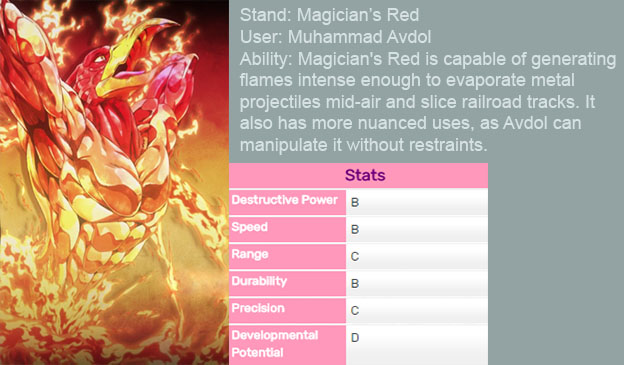 Stand: Magician’s Red
User: Muhammad Avdol
Ability: Magician's Red is capable of generating
flames intense enough to evaporate metal
projectiles mid-air and slice railroad tracks. It
also has more nuanced uses, as Avdol can
manipulate it without restraints.
Stats
Destructive Power B
Speed B
Range C
Durability B
Precision C
Developmental D
Potential